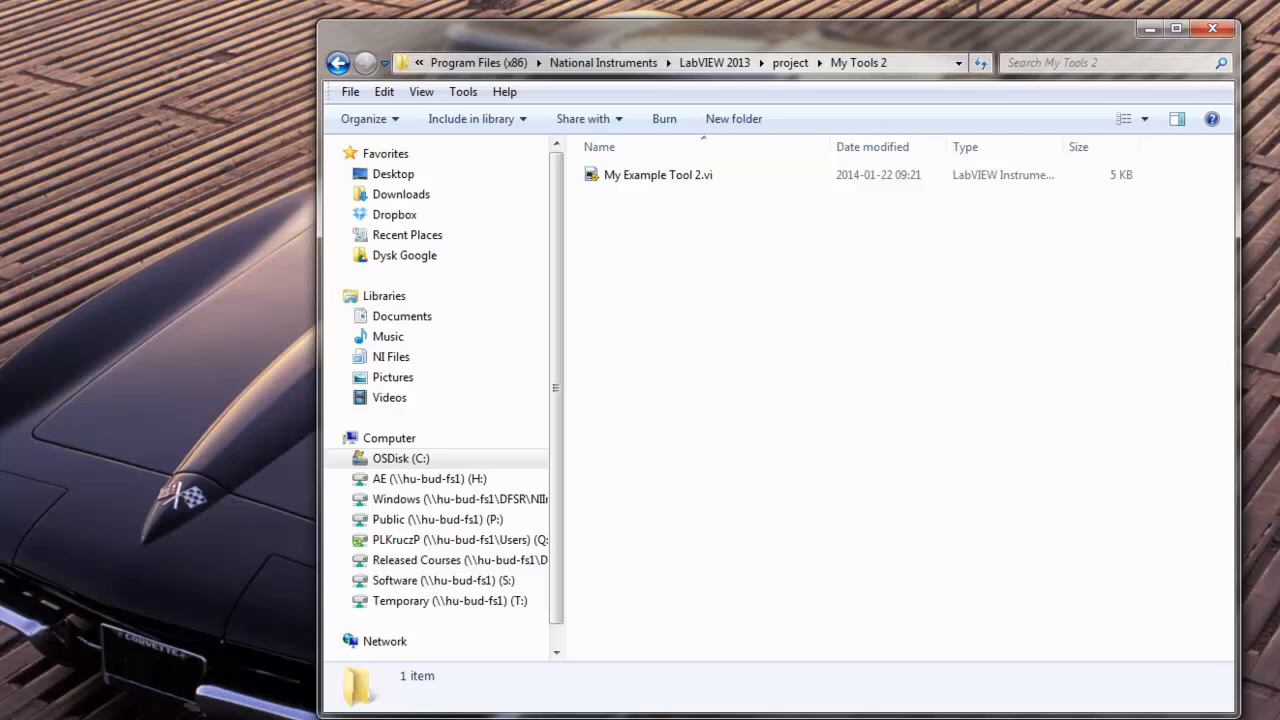 « Program Files (x86) National Instruments LabVIEW 2013 project My Tools 2 Search My Tools 2
File Edit View Tools Help
Organize Include in library Share with Burn New folder
Favorites
Desktop
Downloads
Dropbox
Recent Places
Dysk Google
Libraries
Documents
Music
NI Files
Pictures
Videos
Computer
OSDisk (C:)
AE (\\hu-bud-fs1) (H:)
Windows (\\hu-bud-fs1\DFSR\NIIn
Public (\\hu-bud-fs1) (P:)
PLKruczP (\\hu-bud-fs1\Users) (Q:
Released Courses (\\hu-bud-fs1\D
Software (\\hu-bud-fs1) (S:)
Temporary (\\hu-bud-fs1) (T:)
Network
Name Date modified Type Size
My Example Tool 2.vi 2014-01-22 09:21 LabVIEW Instrume... 5 KB
1 item
CORVETTE